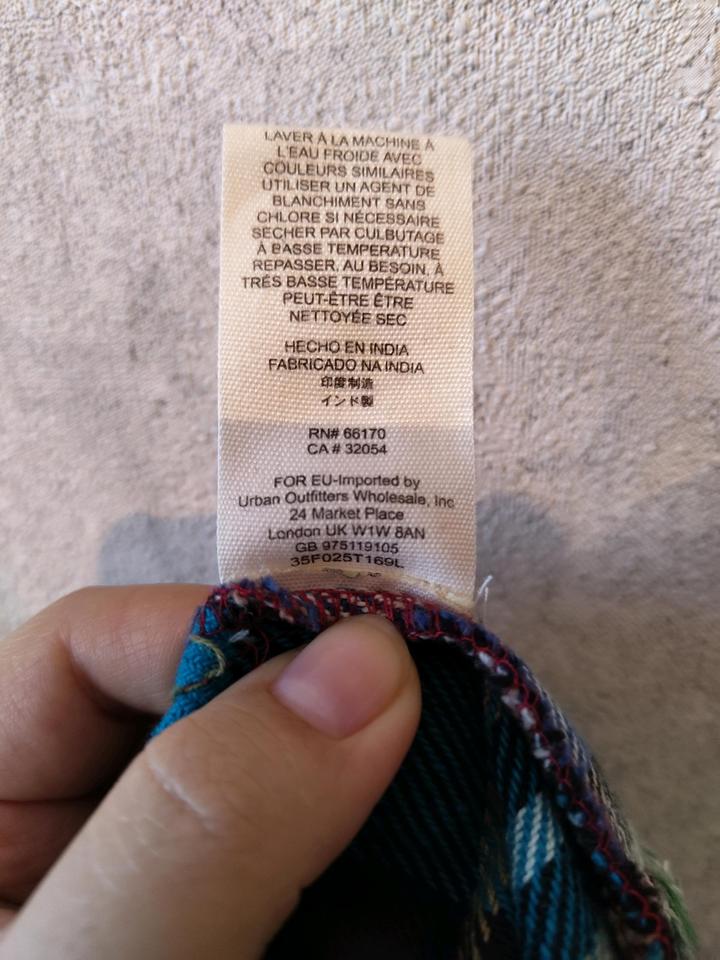 LAVER À LA MACHINE À
L'EAU FROIDE AVEC
COULEURS SIMILAIRES
UTILISER UN AGENT DE
BLANCHIMENT SANS
CHLORE SI NÉCESSAIRE
SECHER PAR CULBUTAGE
À BASSE TEMPERATURE
REPASSER, AU BESOIN, À
TRÉS BASSE TEMPÉRATURE
PEUT-ÊTRE ÊTRE
NETTOYÉE SEC
HECHO EN INDIA
FABRICADO NA INDIA
印度制造
インド製
RN# 66170
CA # 32054
FOR EU-Imported by
Urban Outfitters Wholesale, Inc
24 Market Place
London UK W1W 8AN
GB 975119105
35F025T169L